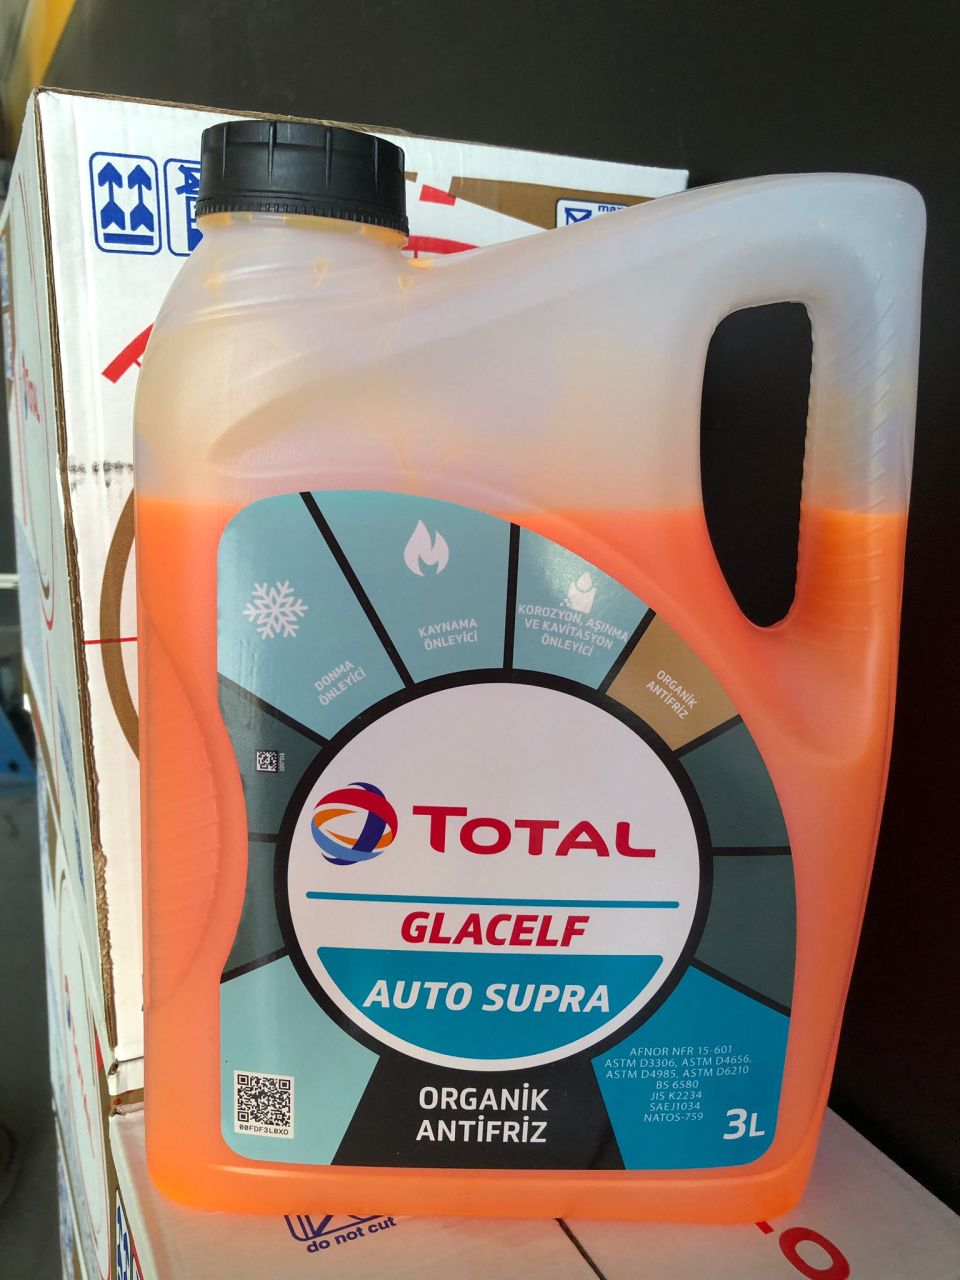 TOTAL
DONMA
ÖNLEYİCİ
KAYNAMA
ÖNLEYİCİ
KOROZYON, AŞINMA
VE KAVİTASYON
ÖNLEYİCİ
ORGANİK
ANTİFRİZ
TOTAL
GLACELF
AUTO SUPRA
ORGANİK
ANTİFRİZ
AFNOR NFR 15-601
ASTM D3306, ASTM D4656,
ASTM D4985, ASTM D6210
BS 6580
JIS K2234
SAEJ1034
NATOS-759
3L
00FDF3L0XO
do not cut